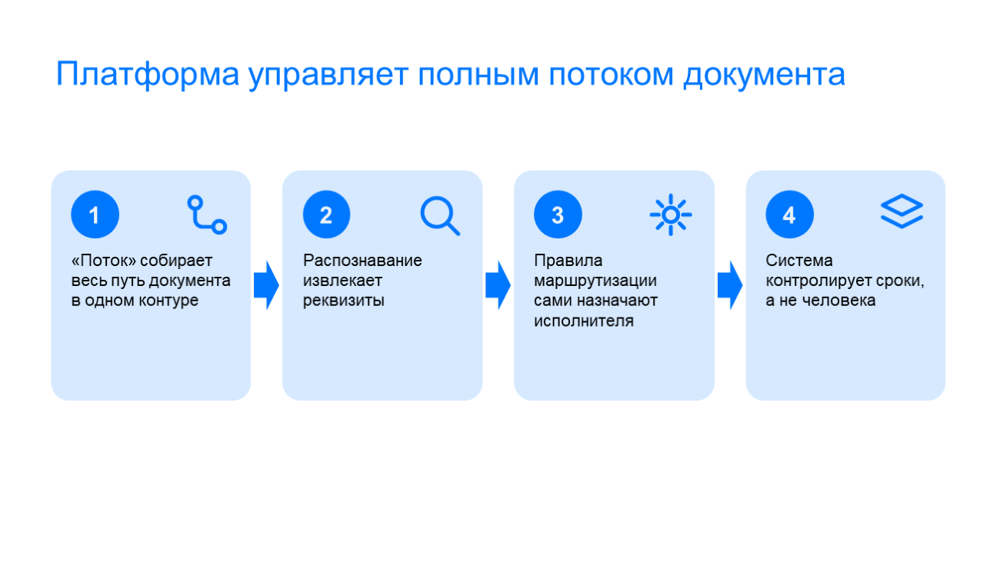 Платформа управляет полным потоком документа
1
«Поток» собирает
весь путь документа
в одном контуре
2
Распознавание
извлекает
реквизиты
3
Правила
маршрутизации
сами назначают
исполнителя
4
Система
контролирует сроки,
а не человека